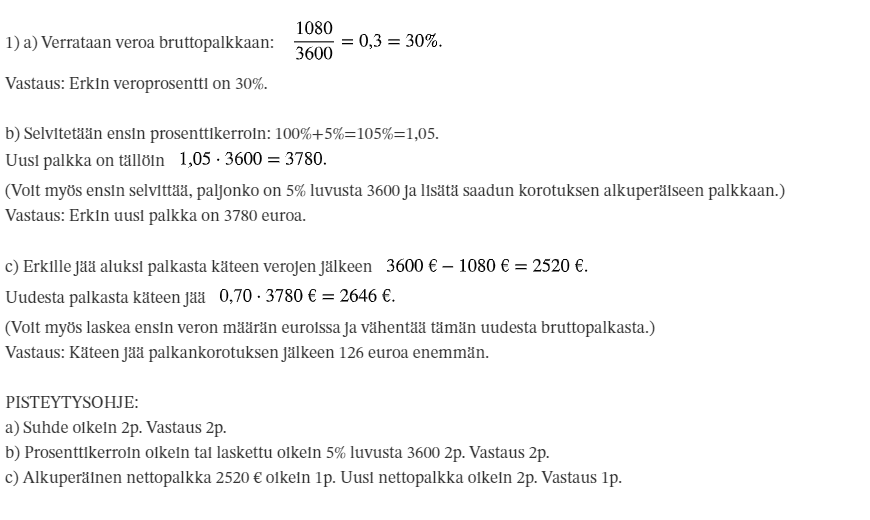 1) a) Verrataan veroa bruttopalkkaan: 1080/3600 = 0,3 = 30%.
Vastaus: Erkin veroprosentti on 30%.
b) Selvitetään ensin prosenttikerroin: 100%+5%=105%=1,05.
Uusi palkka on tällöin 1,05 · 3600 = 3780.
(Voit myös ensin selvittää, paljonko on 5% luvusta 3600 ja lisätä saadun korotuksen alkuperäiseen palkkaan.)
Vastaus: Erkin uusi palkka on 3780 euroa.
c) Erkille jää aluksi palkasta käteen verojen jälkeen 3600 € − 1080 € = 2520 €.
Uudesta palkasta käteen jää 0,70 · 3780 € = 2646 €.
(Voit myös laskea ensin veron määrän euroissa ja vähentää tämän uudesta bruttopalkasta.)
Vastaus: Käteen jää palkankorotuksen jälkeen 126 euroa enemmän.
PISTEYTYSOHJE:
a) Suhde oikein 2p. Vastaus 2p.
b) Prosenttikerroin oikein tai laskettu oikein 5% luvusta 3600 2p. Vastaus 2p.
c) Alkuperäinen nettopalkka 2520 € oikein 1p. Uusi nettopalkka oikein 2p. Vastaus 1p.